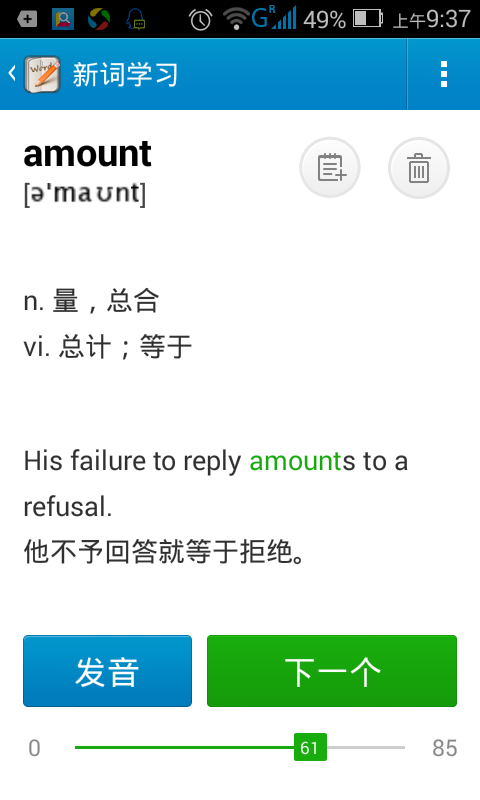 49% 上午9:37
新词学习
amount
[ə'maʊnt]
n. 量，总合
vi. 总计；等于
His failure to reply amounts to a
refusal.
他不予回答就等于拒绝。
发音 下一个
0 61 85